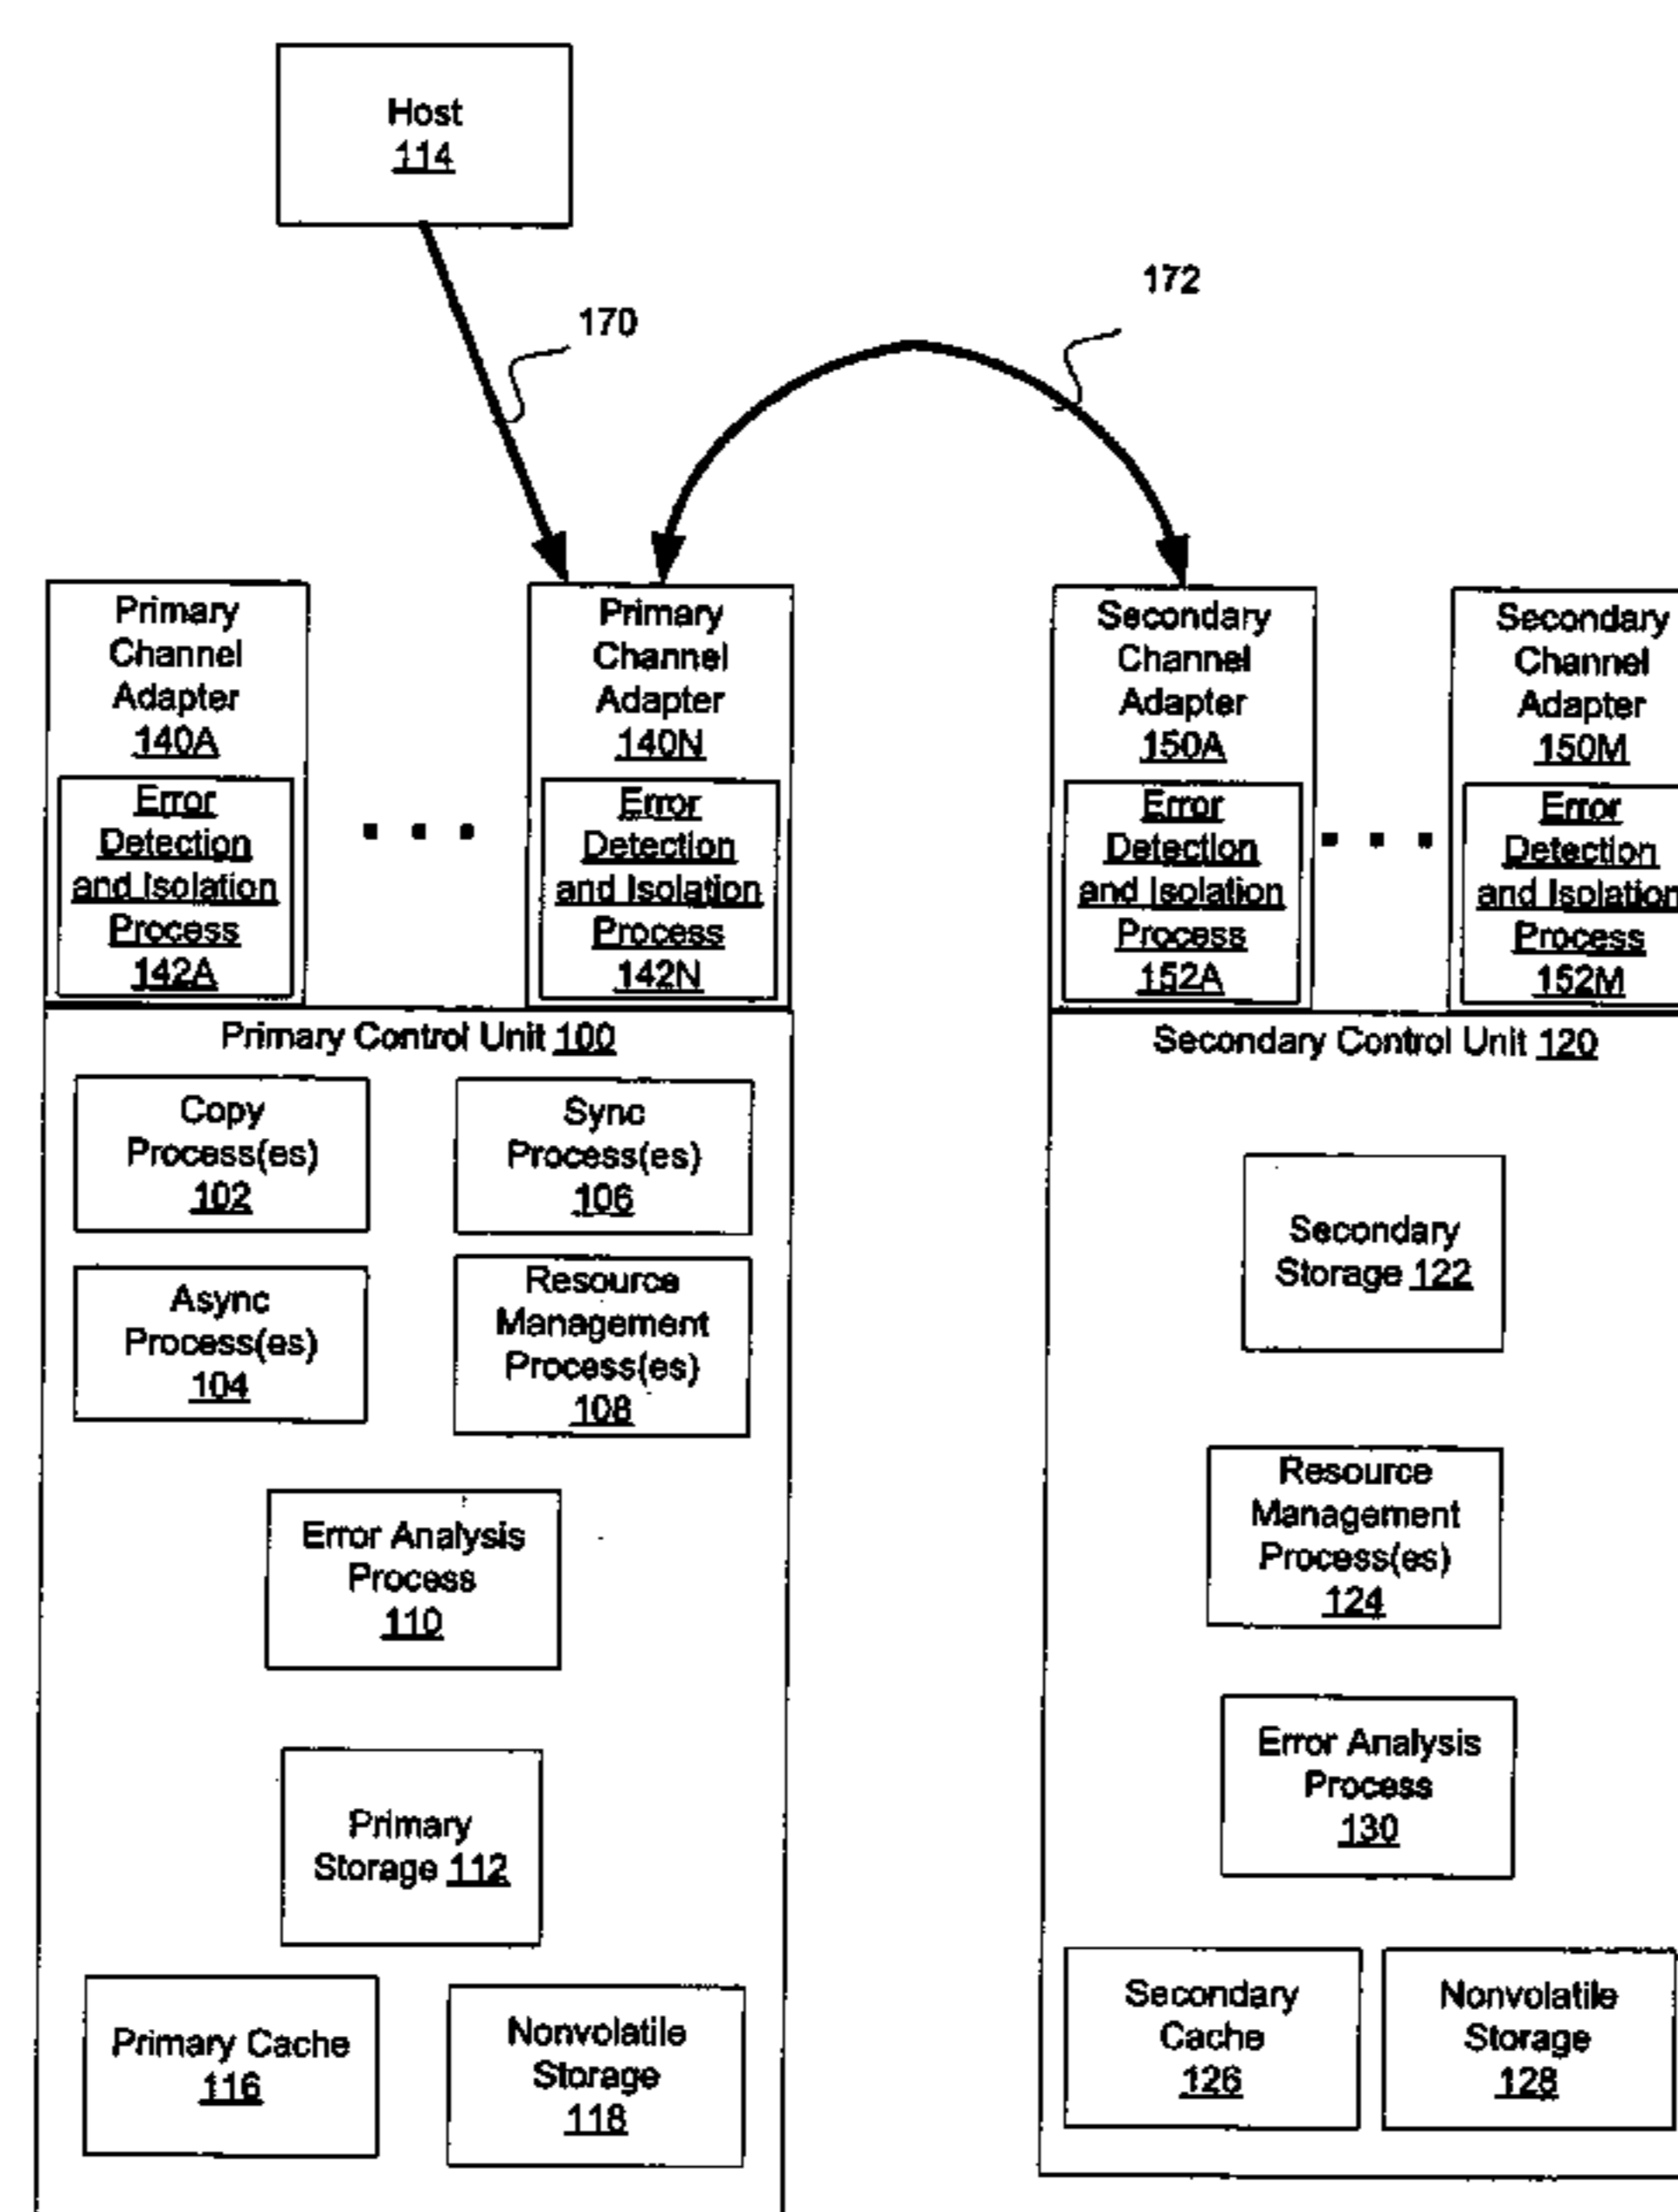 Host
114
170
172
Primary
Channel
Adapter
140A
Error
Detection
and Isolation
Process
142A
Primary
Channel
Adapter
140N
Error
Detection
and Isolation
Process
142N
Secondary
Channel
Adapter
150A
Error
Detection
and Isolation
Process
152A
Secondary
Channel
Adapter
150M
Error
Detection
and Isolation
Process
152M
Primary Control Unit 100
Copy
Process(es)
102
Sync
Process(es)
106
Async
Process(es)
104
Resource
Management
Process(es)
108
Error Analysis
Process
110
Primary
Storage 112
Primary Cache
116
Nonvolatile
Storage
118
Secondary Control Unit 120
Secondary
Storage 122
Resource
Management
Process(es)
124
Error Analysis
Process
130
Secondary
Cache
126
Nonvolatile
Storage
128